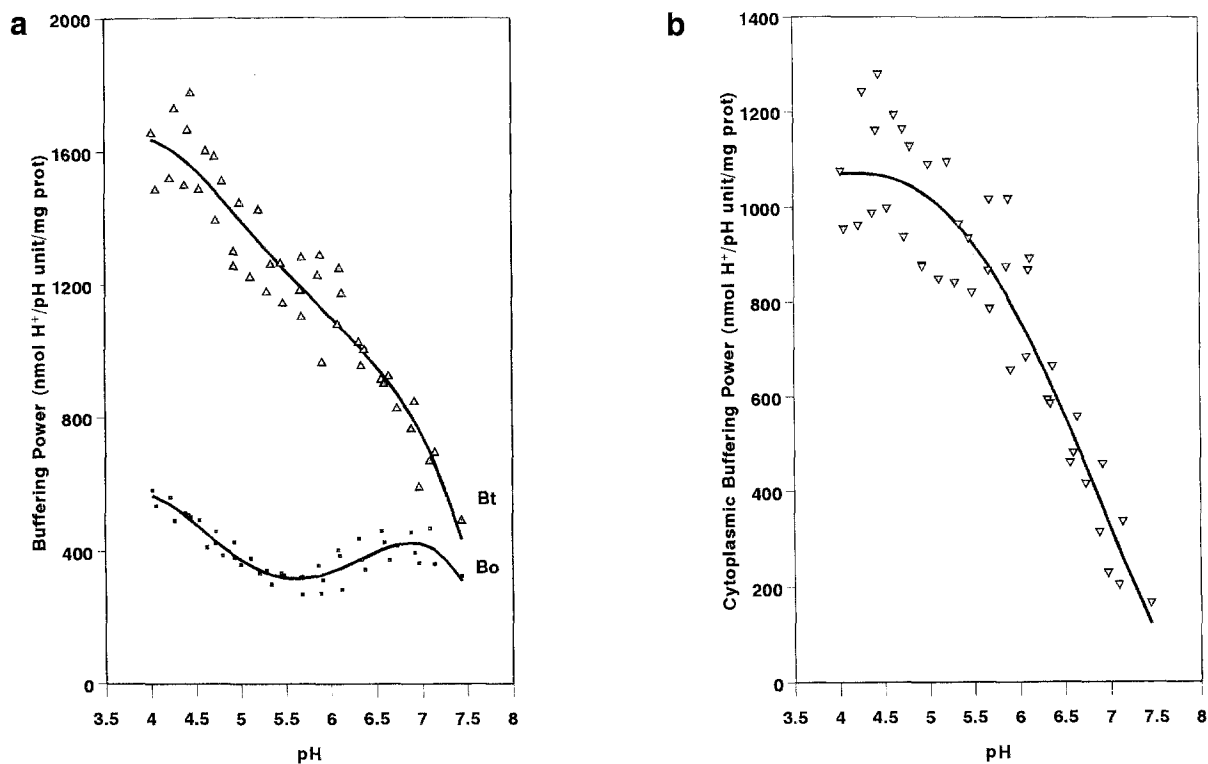 a
Buffering Power (nmol H⁺/pH unit/mg prot)
2000
1600
1200
800
400
0
Bt
Bo
3.5 4 4.5 5 5.5 6 6.5 7 7.5 8
pH
b
Cytoplasmic Buffering Power (nmol H⁺/pH unit/mg prot)
1400
1200
1000
800
600
400
200
0
3.5 4 4.5 5 5.5 6 6.5 7 7.5 8
pH